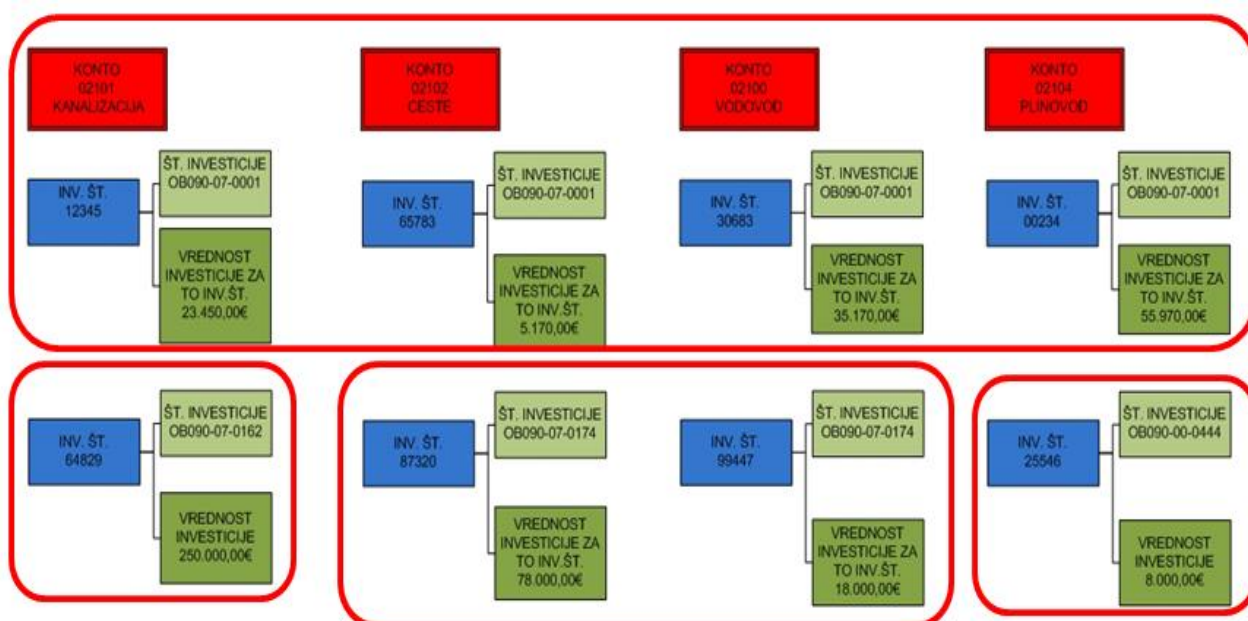 KONTO
02101
KANALIZACIJA
KONTO
02102
CESTE
KONTO
02100
VODOVOD
KONTO
02104
PLINOVOD
INV. ŠT.
12345
ŠT. INVESTICIJE
OB090-07-0001
VREDNOST
INVESTICIJE ZA
TO INV.ŠT.
23.450,00€
INV. ŠT.
65783
ŠT. INVESTICIJE
OB090-07-0001
VREDNOST
INVESTICIJE ZA
TO INV.ŠT.
5.170,00€
INV. ŠT.
30683
ŠT. INVESTICIJE
OB090-07-0001
VREDNOST
INVESTICIJE ZA
TO INV.ŠT.
35.170,00€
INV. ŠT.
00234
ŠT. INVESTICIJE
OB090-07-0001
VREDNOST
INVESTICIJE ZA
TO INV.ŠT.
55.970,00€
INV. ŠT.
64829
ŠT. INVESTICIJE
OB090-07-0162
VREDNOST
INVESTICIJE
250.000,00€
INV. ŠT.
87320
ŠT. INVESTICIJE
OB090-07-0174
VREDNOST
INVESTICIJE ZA
TO INV.ŠT.
78.000,00€
INV. ŠT.
99447
ŠT. INVESTICIJE
OB090-07-0174
VREDNOST
INVESTICIJE ZA
TO INV.ŠT.
18.000,00€
INV. ŠT.
25546
ŠT. INVESTICIJE
OB090-00-0444
VREDNOST
INVESTICIJE
8.000,00€